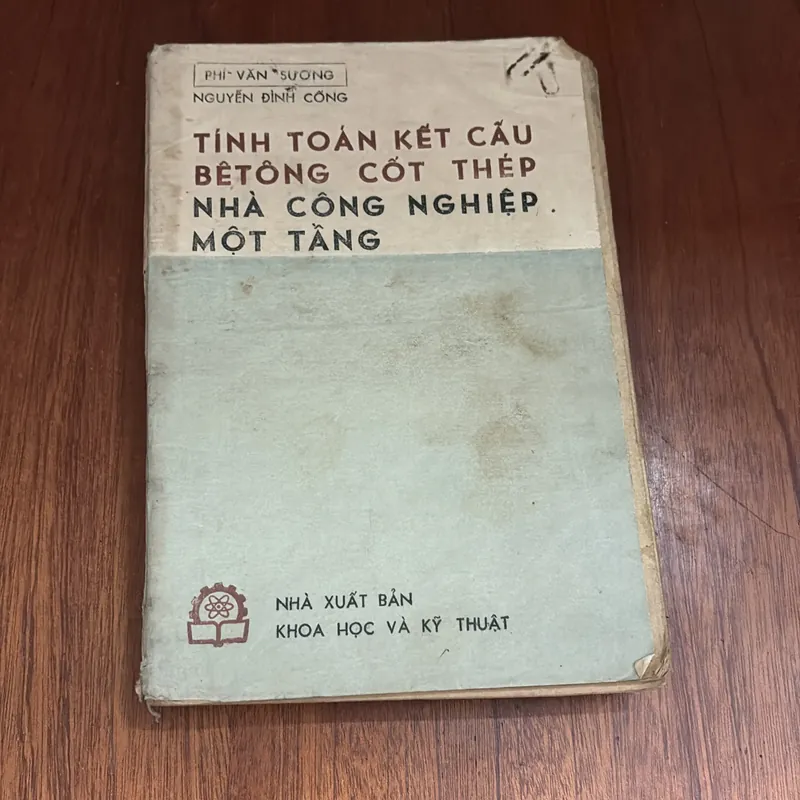 PHÍ VĂN SƯƠNG
NGUYỄN ĐÌNH CỐNG
TÍNH TOÁN KẾT CẤU
BÊTÔNG CỐT THÉP
NHÀ CÔNG NGHIỆP
MỘT TẦNG
NHÀ XUẤT BẢN
KHOA HỌC VÀ KỸ THUẬT